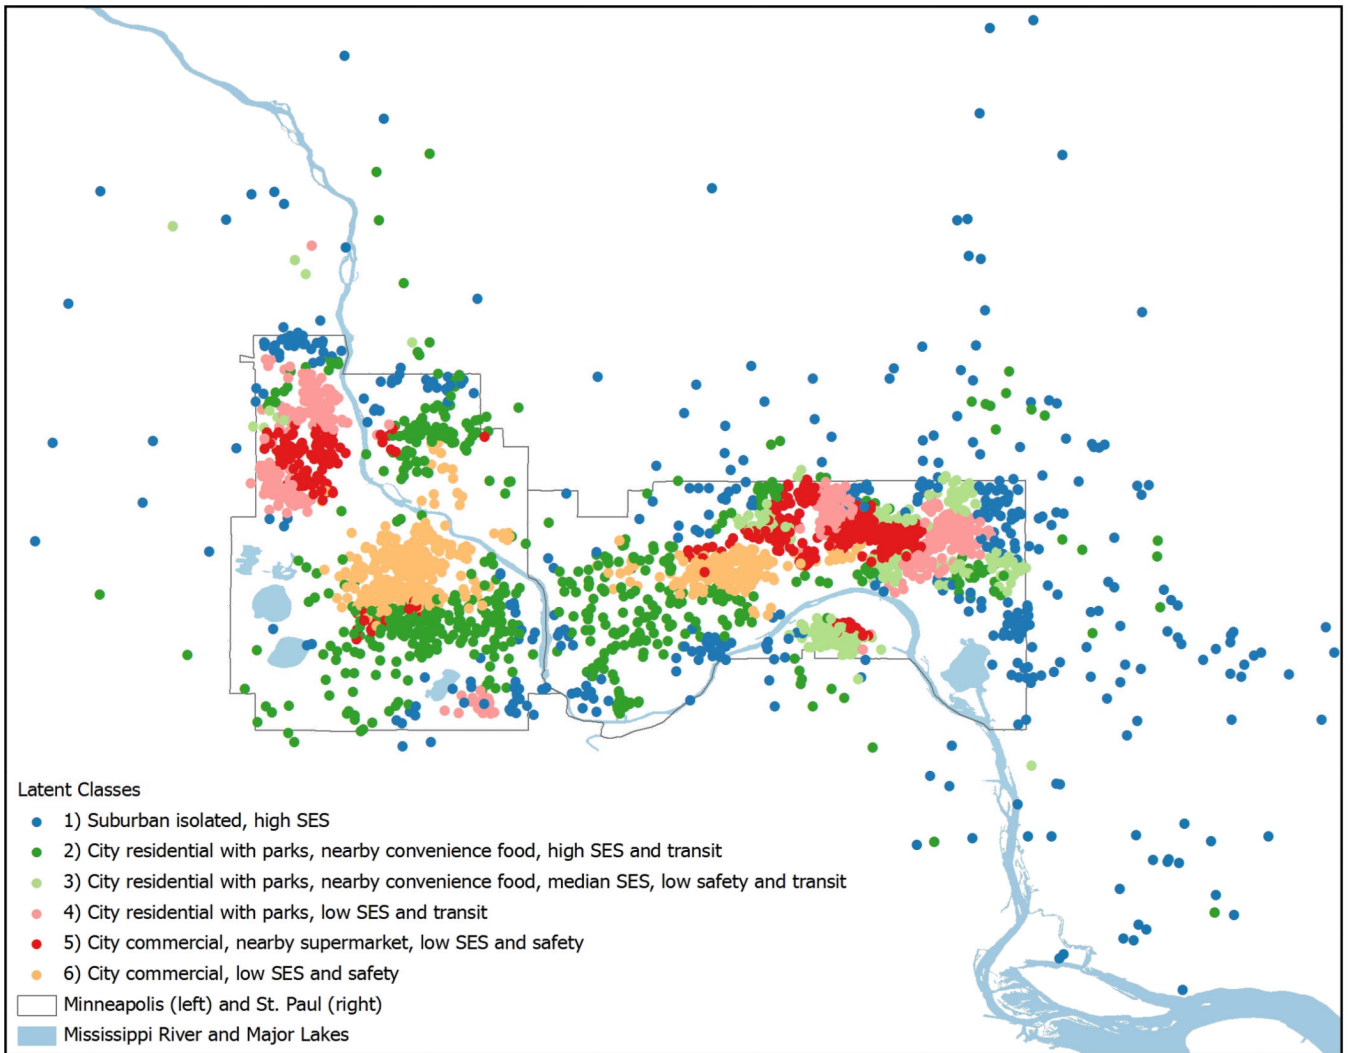 Latent Classes
1) Suburban isolated, high SES
2) City residential with parks, nearby convenience food, high SES and transit
3) City residential with parks, nearby convenience food, median SES, low safety and transit
4) City residential with parks, low SES and transit
5) City commercial, nearby supermarket, low SES and safety
6) City commercial, low SES and safety
Minneapolis (left) and St. Paul (right)
Mississippi River and Major Lakes